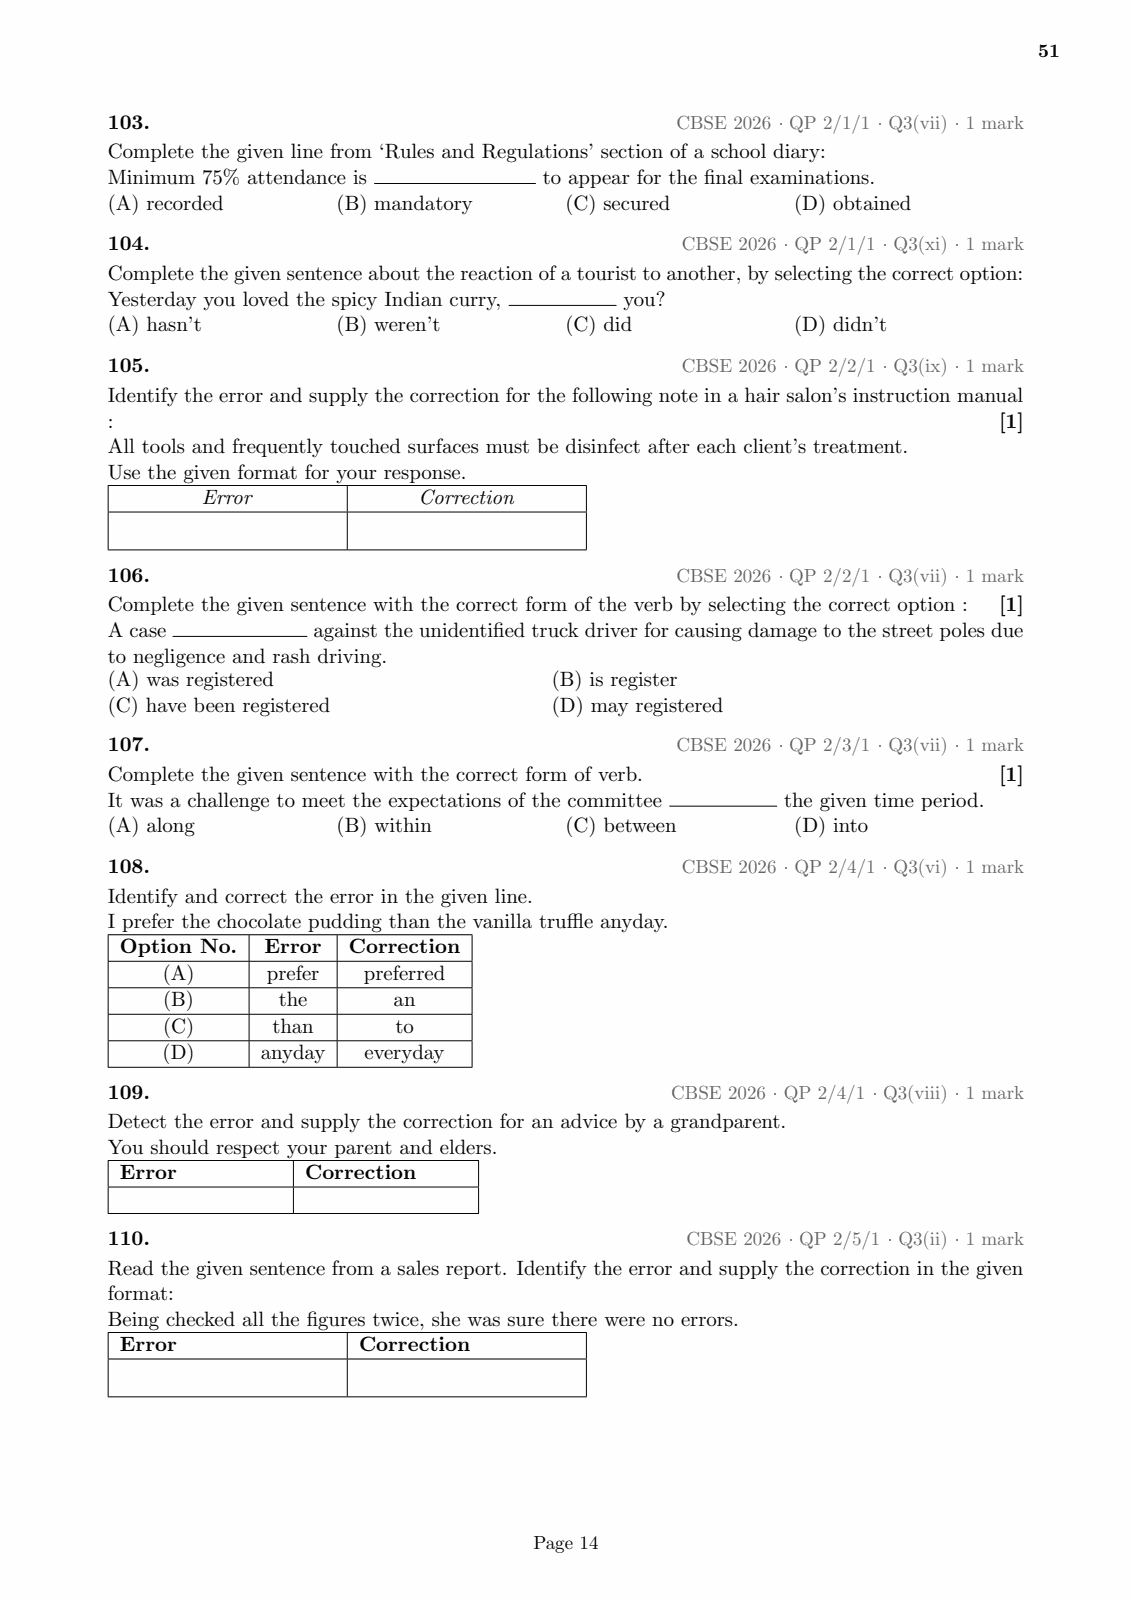 51
103. CBSE 2026 · QP 2/1/1 · Q3(vii) · 1 mark
Complete the given line from ‘Rules and Regulations’ section of a school diary:
Minimum 75% attendance is ____________ to appear for the final examinations.
(A) recorded (B) mandatory (C) secured (D) obtained
104. CBSE 2026 · QP 2/1/1 · Q3(xi) · 1 mark
Complete the given sentence about the reaction of a tourist to another, by selecting the correct option:
Yesterday you loved the spicy Indian curry, ________ you?
(A) hasn't (B) weren't (C) did (D) didn't
105. CBSE 2026 · QP 2/2/1 · Q3(ix) · 1 mark
Identify the error and supply the correction for the following note in a hair salon's instruction manual
: [1]
All tools and frequently touched surfaces must be disinfect after each client's treatment.
Use the given format for your response.
Error Correction
106. CBSE 2026 · QP 2/2/1 · Q3(vii) · 1 mark
Complete the given sentence with the correct form of the verb by selecting the correct option : [1]
A case __________ against the unidentified truck driver for causing damage to the street poles due
to negligence and rash driving.
(A) was registered (B) is register
(C) have been registered (D) may registered
107. CBSE 2026 · QP 2/3/1 · Q3(vii) · 1 mark
Complete the given sentence with the correct form of verb. [1]
It was a challenge to meet the expectations of the committee ________ the given time period.
(A) along (B) within (C) between (D) into
108. CBSE 2026 · QP 2/4/1 · Q3(vi) · 1 mark
Identify and correct the error in the given line.
I prefer the chocolate pudding than the vanilla truffle anyday.
Option No. Error Correction
(A) prefer preferred
(B) the an
(C) than to
(D) anyday everyday
109. CBSE 2026 · QP 2/4/1 · Q3(viii) · 1 mark
Detect the error and supply the correction for an advice by a grandparent.
You should respect your parent and elders.
Error Correction
110. CBSE 2026 · QP 2/5/1 · Q3(ii) · 1 mark
Read the given sentence from a sales report. Identify the error and supply the correction in the given
format:
Being checked all the figures twice, she was sure there were no errors.
Error Correction
Page 14